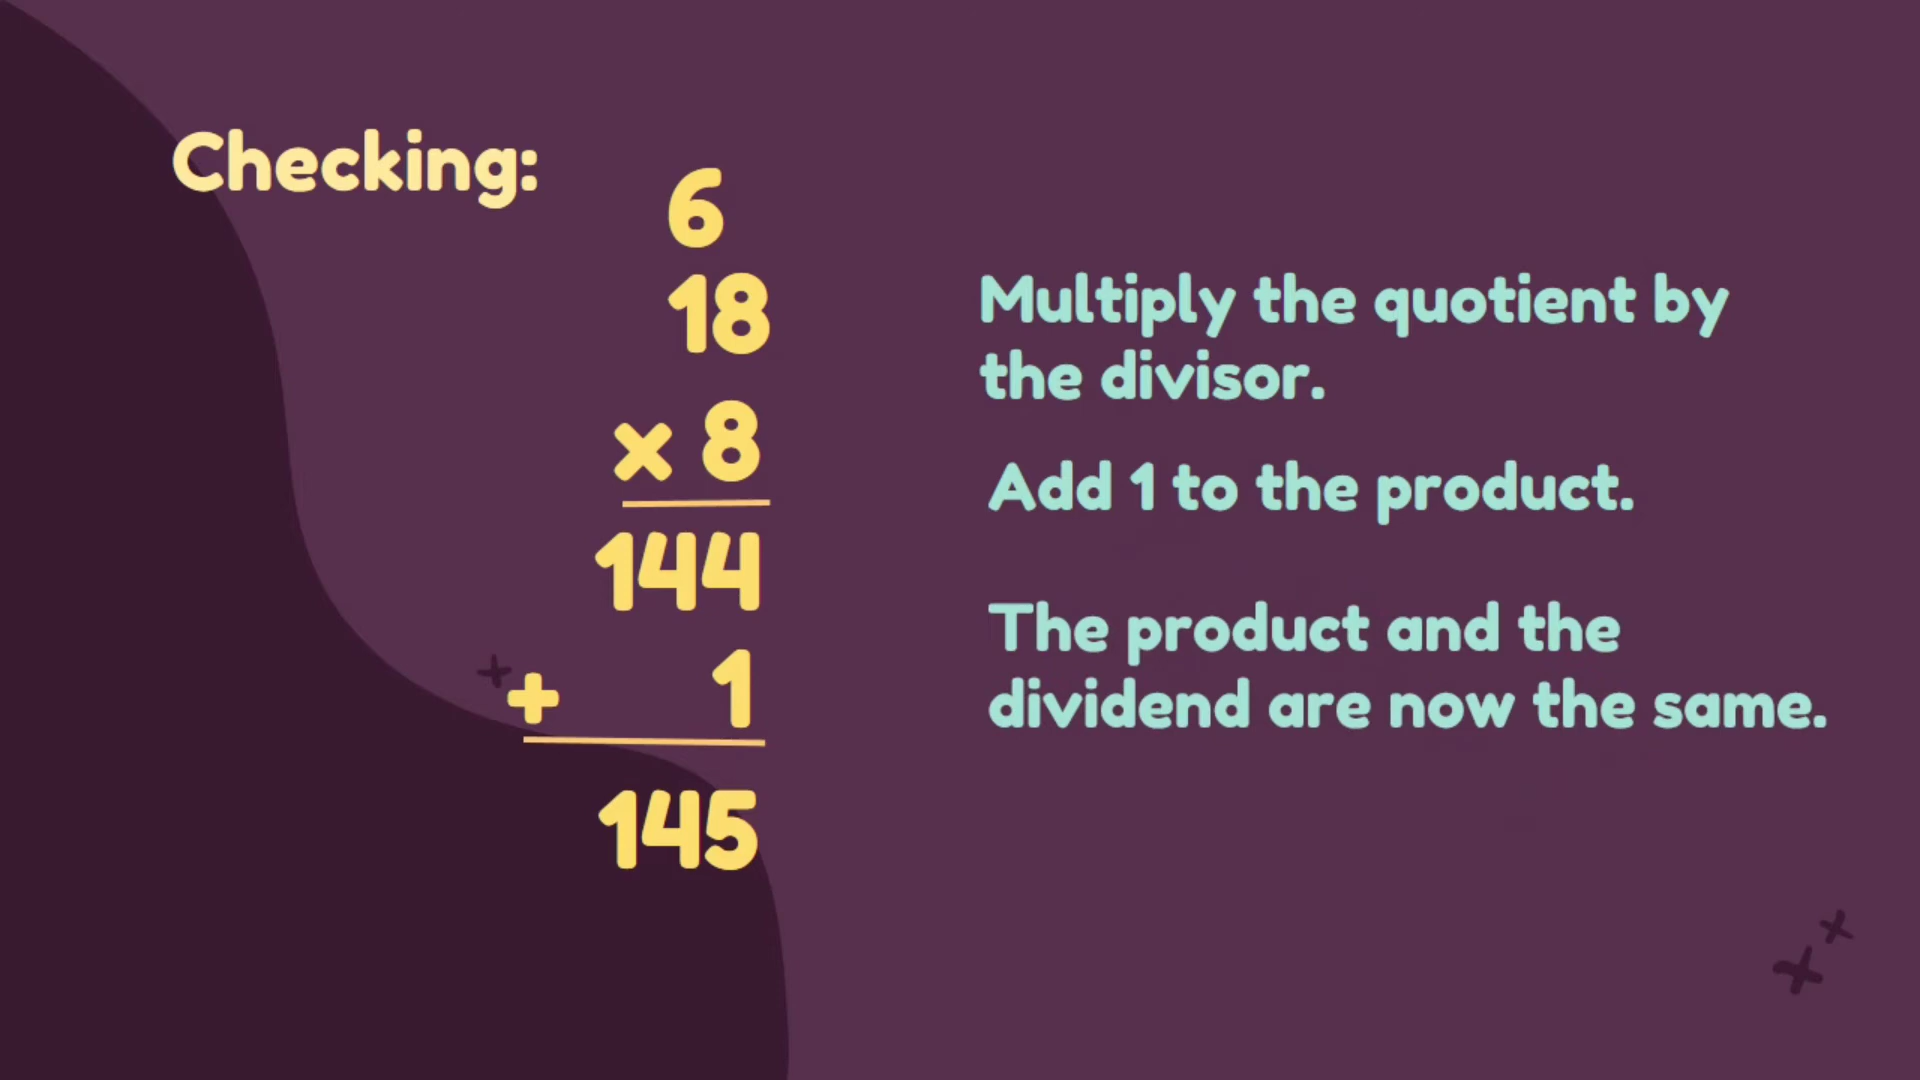 Checking:
6
18
× 8
144
+ 1
145
Multiply the quotient by
the divisor.
Add 1 to the product.
The product and the
dividend are now the same.